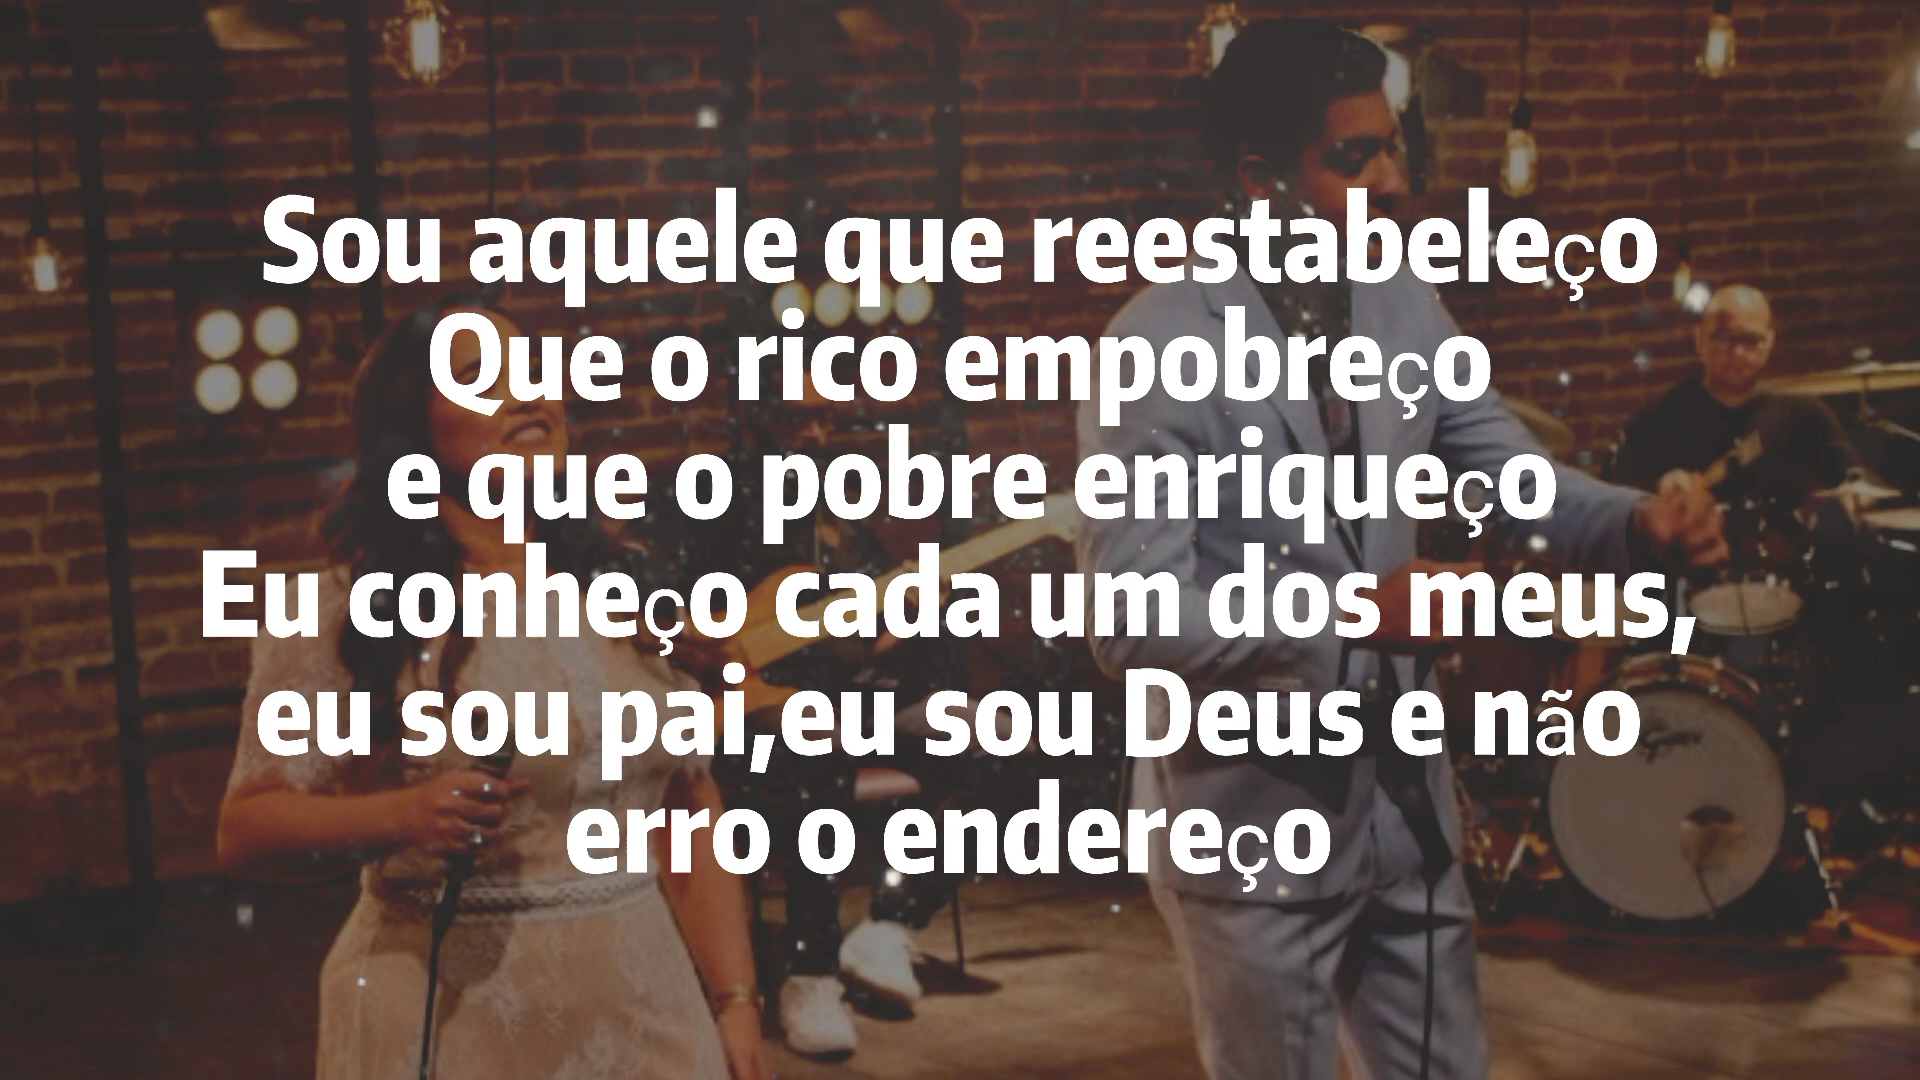 Sou aquele que reestabeleço
Que o rico empobreço
e que o pobre enriqueço
Eu conheço cada um dos meus,
eu sou pai,eu sou Deus e não
erro o endereço